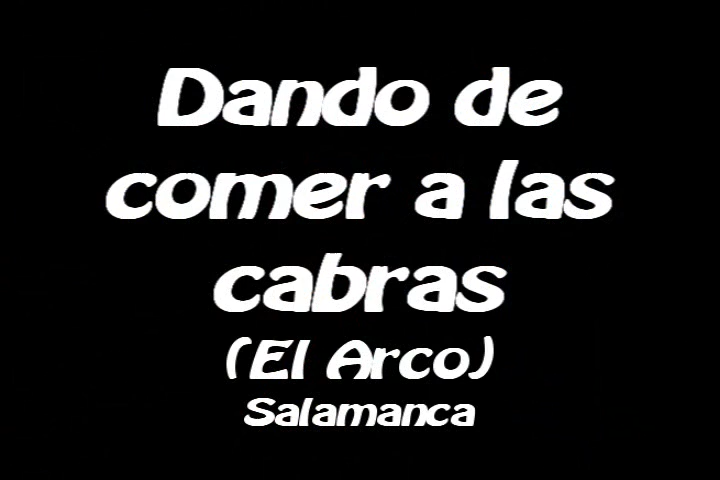 Dando de
comer a las
cabras
(El Arco)
Salamanca